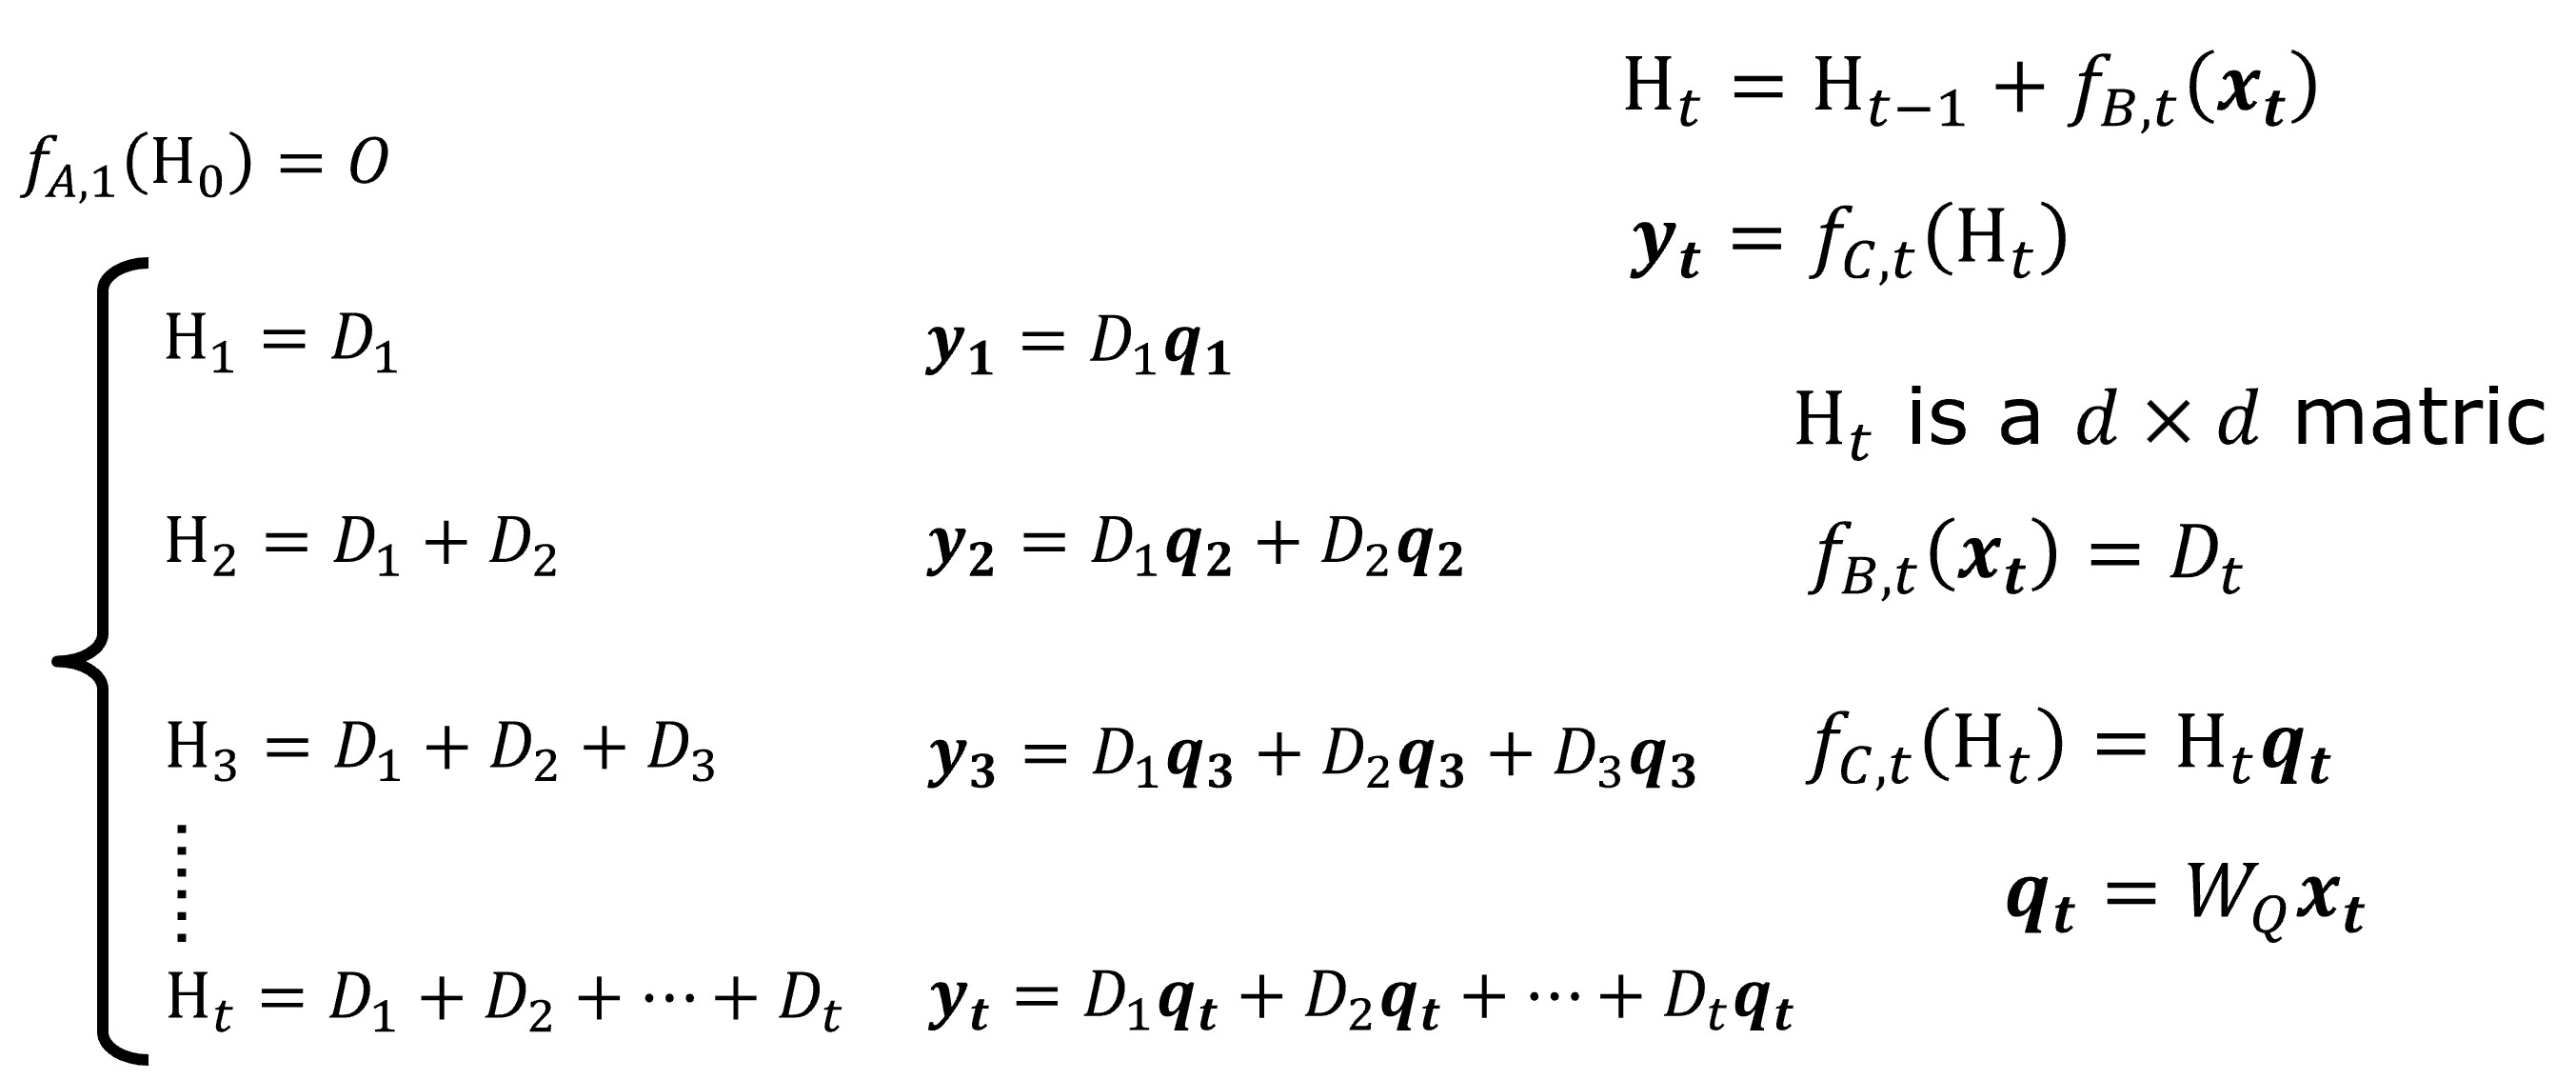 f_{A,1}(H_0) = O
H_1 = D_1
H_2 = D_1 + D_2
H_3 = D_1 + D_2 + D_3
⋮
H_t = D_1 + D_2 + ⋯ + D_t
𝒚_𝟏 = D_1𝒒_𝟏
𝒚_𝟐 = D_1𝒒_𝟐 + D_2𝒒_𝟐
𝒚_𝟑 = D_1𝒒_𝟑 + D_2𝒒_𝟑 + D_3𝒒_𝟑
𝒚_𝒕 = D_1𝒒_𝒕 + D_2𝒒_𝒕 + ⋯ + D_t𝒒_𝒕
H_t = H_{t−1} + f_{B,t}(𝒙_𝒕)
𝒚_𝒕 = f_{C,t}(H_t)
H_t is a d × d matric
f_{B,t}(𝒙_𝒕) = D_t
f_{C,t}(H_t) = H_t𝒒_𝒕
𝒒_𝒕 = W_Q𝒙_𝒕